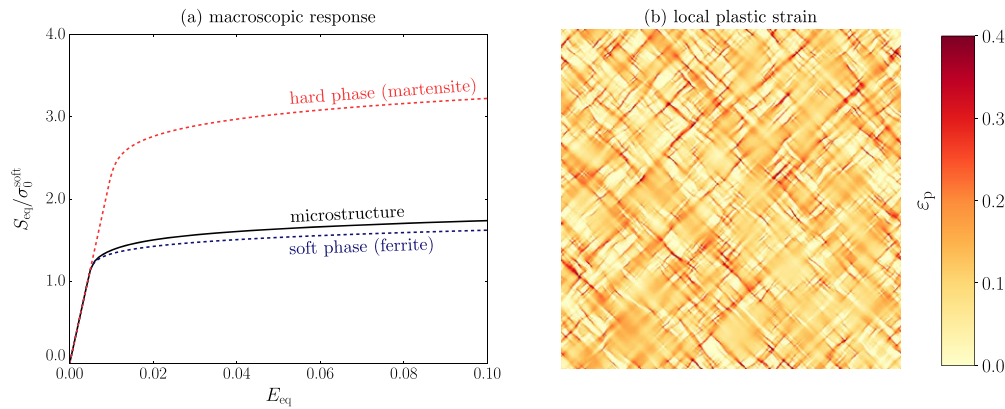 (a) macroscopic response
4.0
3.0
2.0
1.0
0.0
S_eq/σ_0^soft
hard phase (martensite)
microstructure
soft phase (ferrite)
0.00 0.02 0.04 0.06 0.08 0.10
E_eq
(b) local plastic strain
0.4
0.3
0.2
0.1
0.0
ε_p